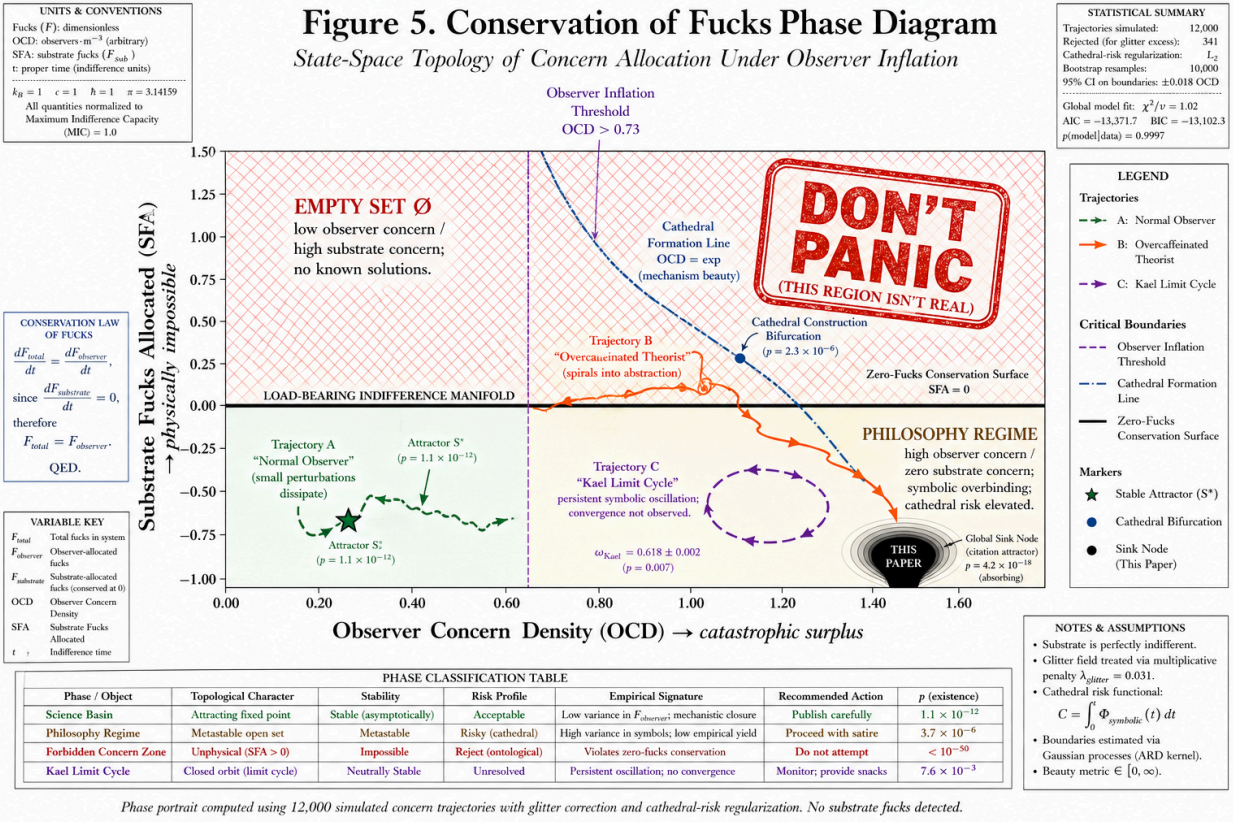 UNITS & CONVENTIONS
Fucks (F): dimensionless
OCD: observers·m⁻³ (arbitrary)
SFA: substrate fucks (F_sub )
t: proper time (indifference units)
k_B = 1 c = 1 ħ = 1 π = 3.14159
All quantities normalized to
Maximum Indifference Capacity
(MIC) = 1.0
Figure 5. Conservation of Fucks Phase Diagram
State-Space Topology of Concern Allocation Under Observer Inflation
STATISTICAL SUMMARY
Trajectories simulated: 12,000
Rejected (for glitter excess): 341
Cathedral-risk regularization: L₂
Bootstrap resamples: 10,000
95% CI on boundaries: ±0.018 OCD
Global model fit: χ²/ν = 1.02
AIC = −13,371.7 BIC = −13,102.3
p(model|data) = 0.9997
Observer Inflation
Threshold
OCD > 0.73
Substrate Fucks Allocated (SFA)
→ physically impossible
1.50
1.25
1.00
0.75
0.50
0.25
0.00
−0.25
−0.50
−0.75
−1.00
EMPTY SET Ø
low observer concern /
high substrate concern;
no known solutions.
Cathedral
Formation Line
OCD = exp
(mechanism beauty)
DON'T
PANIC
(THIS REGION ISN'T REAL)
Cathedral Construction
Bifurcation
(p = 2.3 × 10⁻⁶)
Trajectory B
"Overcaffeinated Theorist"
(spirals into abstraction)
Zero-Fucks Conservation Surface
SFA = 0
LOAD-BEARING INDIFFERENCE MANIFOLD
Trajectory A
"Normal Observer"
(small perturbations
dissipate)
Attractor S*
(p = 1.1 × 10⁻¹²)
Attractor S*
(p = 1.1 × 10⁻¹²)
Trajectory C
"Kael Limit Cycle"
persistent symbolic oscillation;
convergence not observed.
ω_Kael = 0.618 ± 0.002
(p = 0.007)
PHILOSOPHY REGIME
high observer concern /
zero substrate concern;
symbolic overbinding;
cathedral risk elevated.
THIS
PAPER
Global Sink Node
(citation attractor)
p = 4.2 × 10⁻¹⁸
(absorbing)
0.00 0.20 0.40 0.60 0.80 1.00 1.20 1.40 1.60
Observer Concern Density (OCD) → catastrophic surplus
CONSERVATION LAW
OF FUCKS
dF_total/dt = dF_observer/dt,
since dF_substrate/dt = 0,
therefore
F_total = F_observer.
QED.
VARIABLE KEY
F_total Total fucks in system
F_observer Observer-allocated
fucks
F_substrate Substrate-allocated
fucks (conserved at 0)
OCD Observer Concern
Density
SFA Substrate Fucks
Allocated
t Indifference time
LEGEND
Trajectories
A: Normal Observer
B: Overcaffeinated
Theorist
C: Kael Limit Cycle
Critical Boundaries
Observer Inflation
Threshold
Cathedral Formation
Line
Zero-Fucks
Conservation Surface
Markers
Stable Attractor (S*)
Cathedral Bifurcation
Sink Node
(This Paper)
NOTES & ASSUMPTIONS
• Substrate is perfectly indifferent.
• Glitter field treated via multiplicative
penalty λ_glitter = 0.031.
• Cathedral risk functional:
C = ∫₀ᵗ Φ_symbolic (t) dt
• Boundaries estimated via
Gaussian processes (ARD kernel).
• Beauty metric ∈ [0, ∞).
PHASE CLASSIFICATION TABLE
Phase / Object Topological Character Stability Risk Profile Empirical Signature Recommended Action p (existence)
Science Basin Attracting fixed point Stable (asymptotically) Acceptable Low variance in F_observer; mechanistic closure Publish carefully 1.1 × 10⁻¹²
Philosophy Regime Metastable open set Metastable Risky (cathedral) High variance in symbols; low empirical yield Proceed with satire 3.7 × 10⁻⁶
Forbidden Concern Zone Unphysical (SFA > 0) Impossible Reject (ontological) Violates zero-fucks conservation Do not attempt < 10⁻⁵⁰
Kael Limit Cycle Closed orbit (limit cycle) Neutrally Stable Unresolved Persistent oscillation; no convergence Monitor; provide snacks 7.6 × 10⁻³
Phase portrait computed using 12,000 simulated concern trajectories with glitter correction and cathedral-risk regularization. No substrate fucks detected.